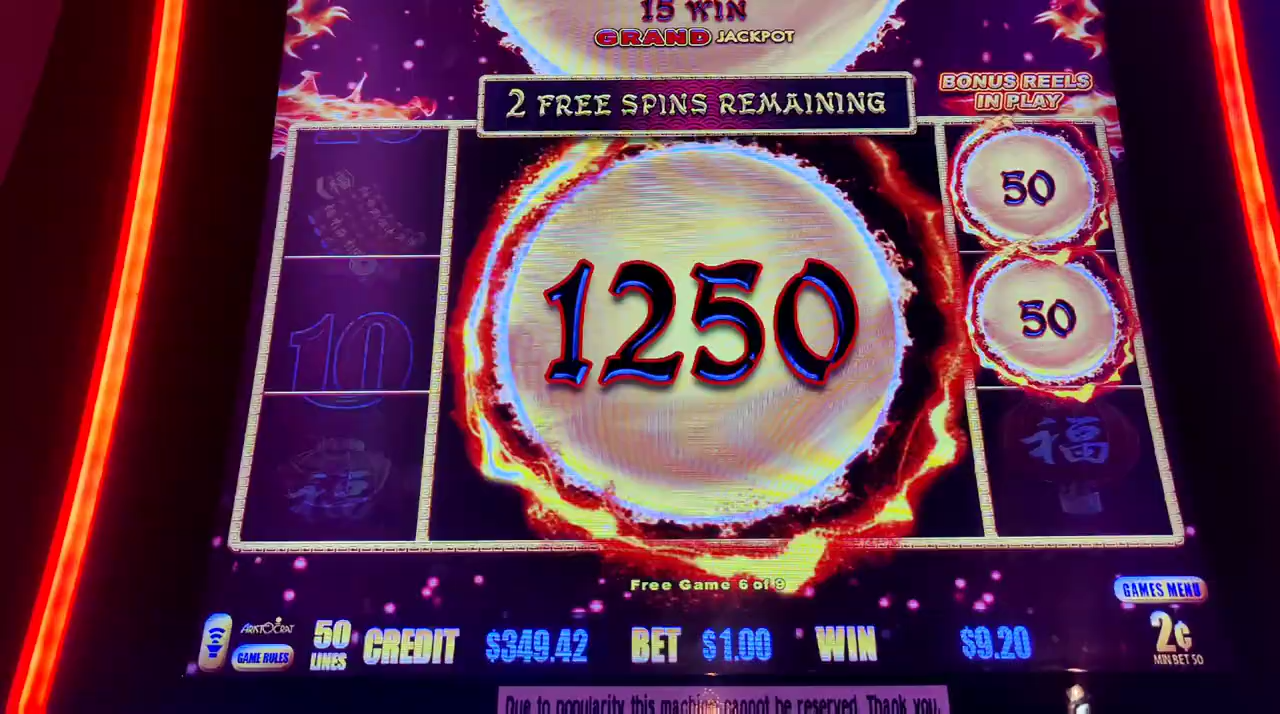 15 WIN
GRAND JACKPOT
2 FREE SPINS REMAINING
BONUS REELS
IN PLAY
50
1250
50
10
福
福
Free Game 6 of 9
GAMES MENU
ARISTOCRAT
GAME RULES
50
LINES
CREDIT $349.42 BET $1.00 WIN $9.20
2¢
MIN BET 50
Due to popularity this machine cannot be reserved. Thank you.